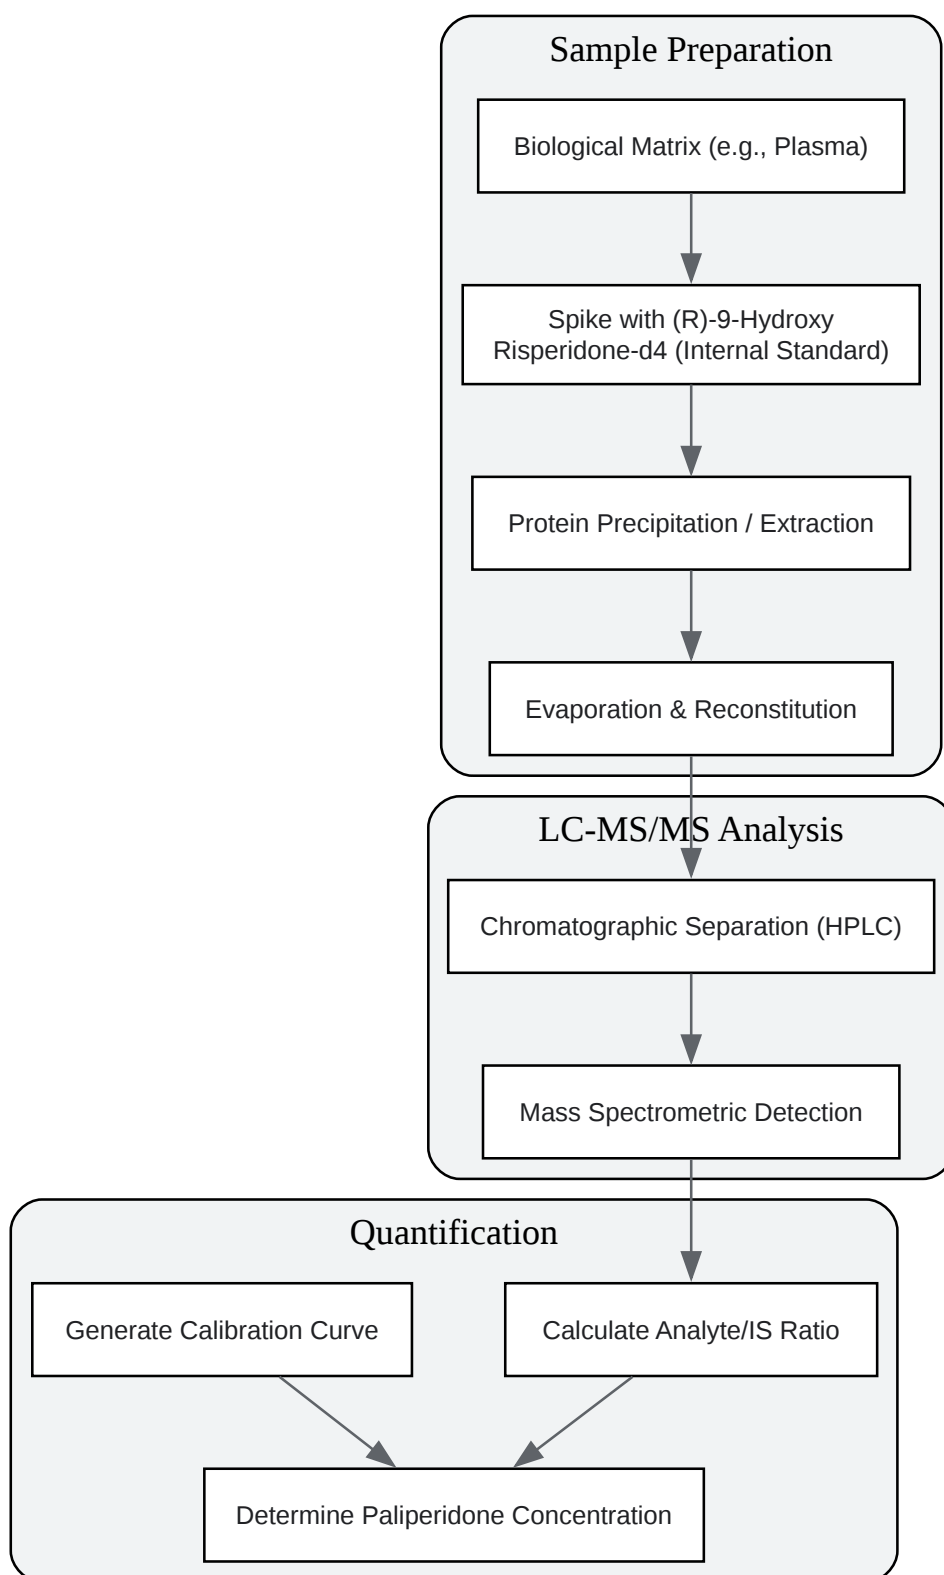 Sample Preparation
Biological Matrix (e.g., Plasma)
Spike with (R)-9-Hydroxy
Risperidone-d4 (Internal Standard)
Protein Precipitation / Extraction
Evaporation & Reconstitution
LC-MS/MS Analysis
Chromatographic Separation (HPLC)
Mass Spectrometric Detection
Quantification
Generate Calibration Curve
Calculate Analyte/IS Ratio
Determine Paliperidone Concentration